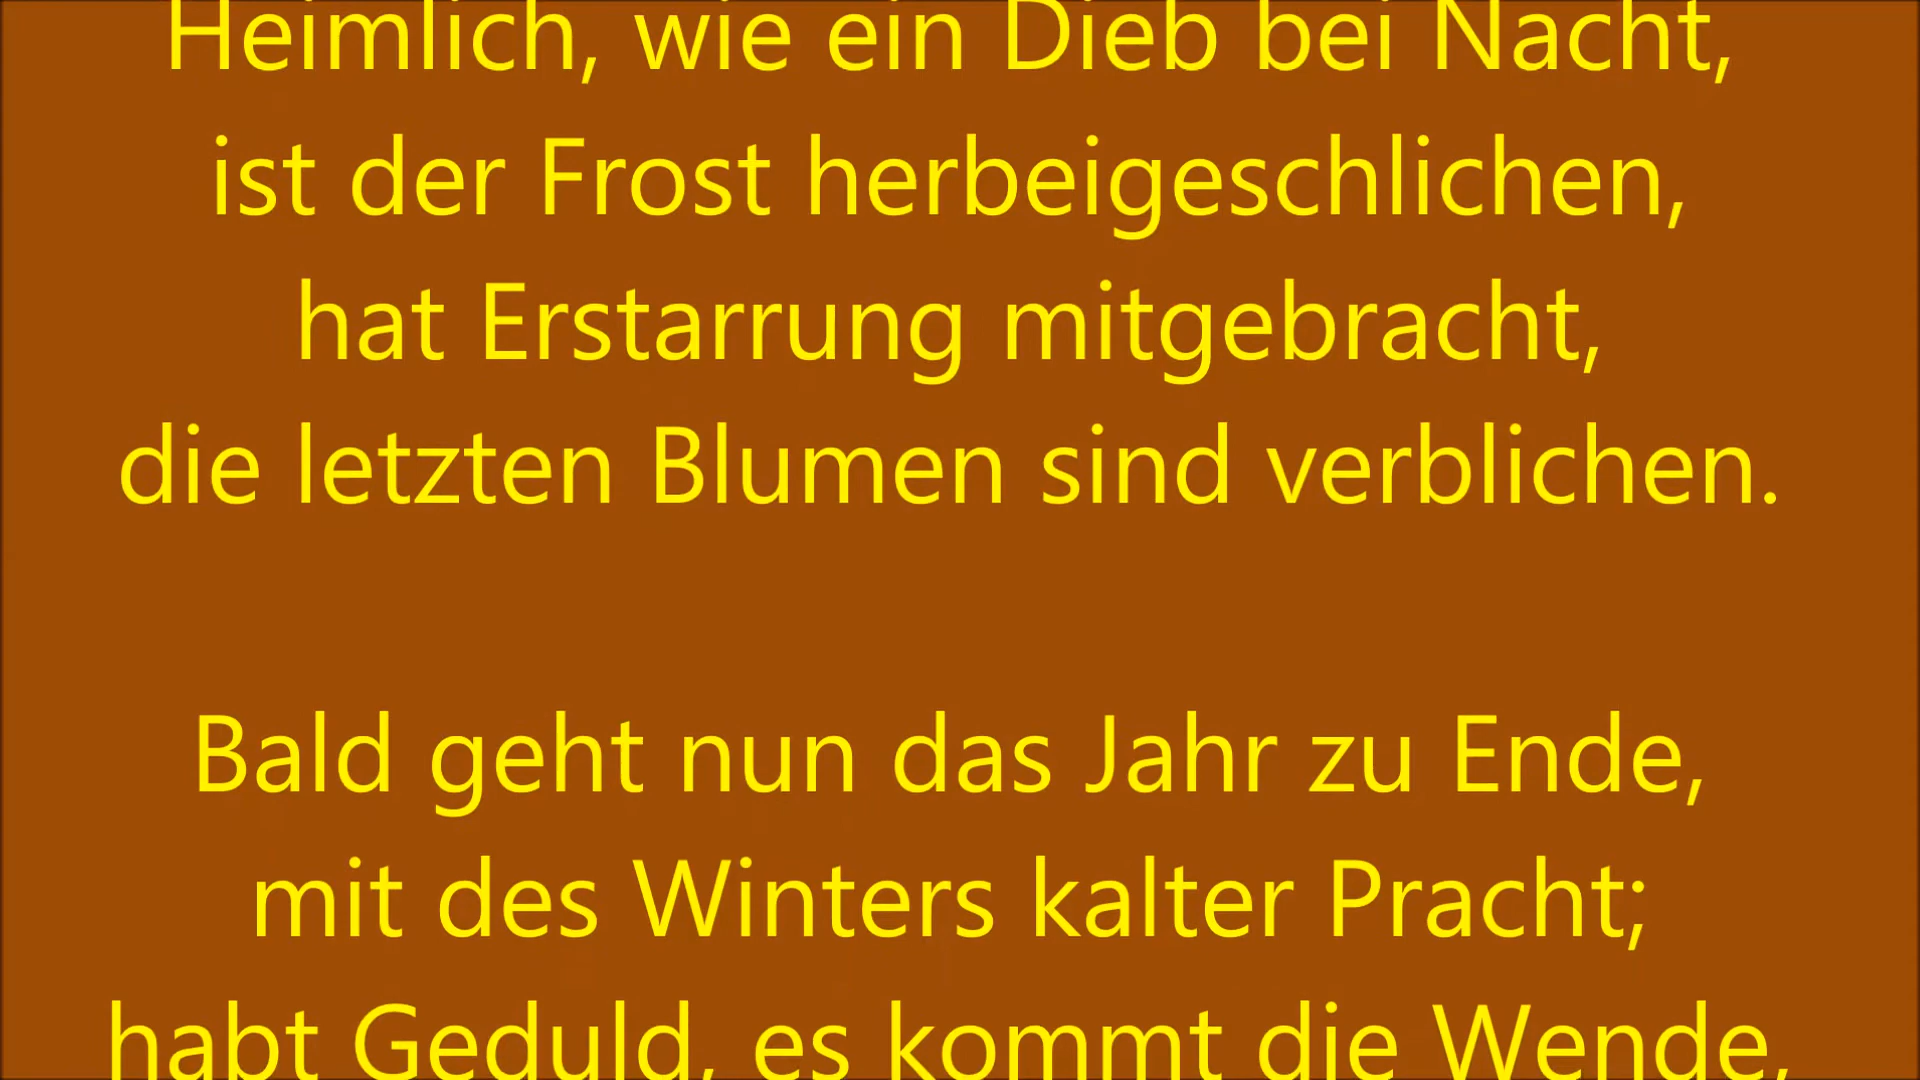 Heimlich, wie ein Dieb bei Nacht,
ist der Frost herbeigeschlichen,
hat Erstarrung mitgebracht,
die letzten Blumen sind verblichen.
Bald geht nun das Jahr zu Ende,
mit des Winters kalter Pracht;
habt Geduld, es kommt die Wende,